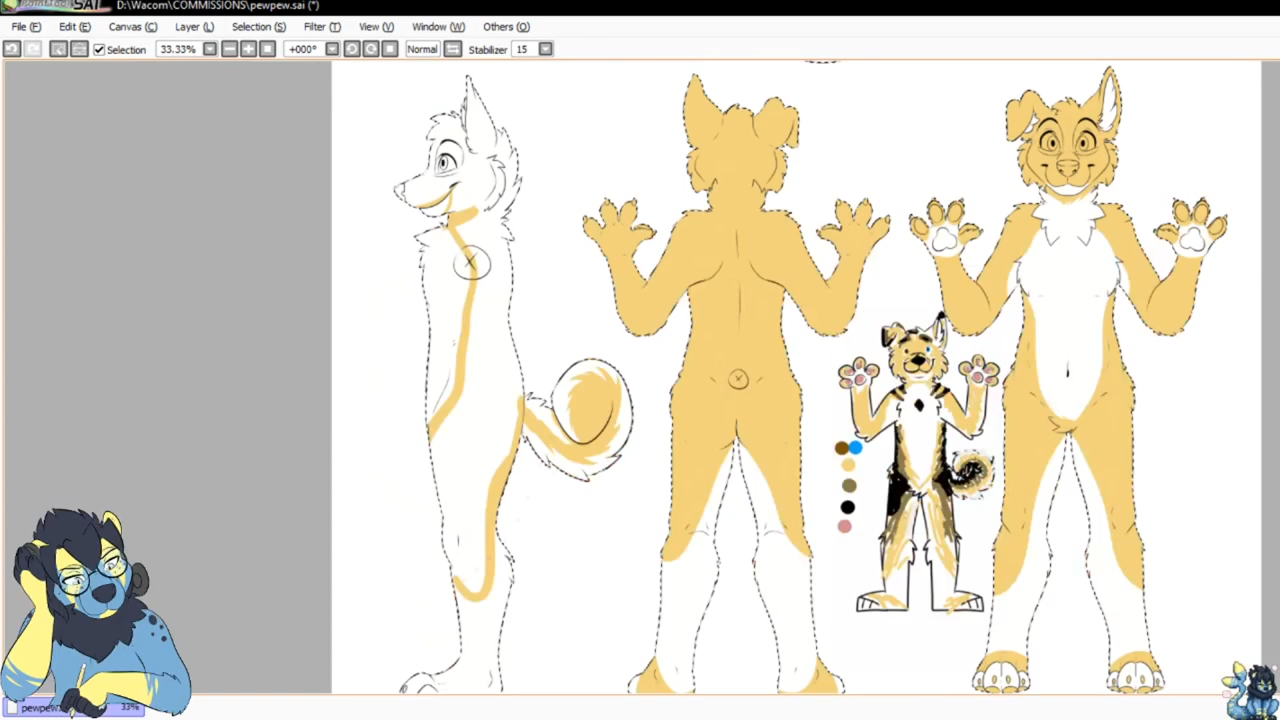 SAI D:\Wacom\COMMISSIONS\pewpew.sai (*)
File (F) Edit (E) Canvas (C) Layer (L) Selection (S) Filter (T) View (V) Window (W) Others (O)
Selection 33.33% +000° Normal Stabilizer 15
33%